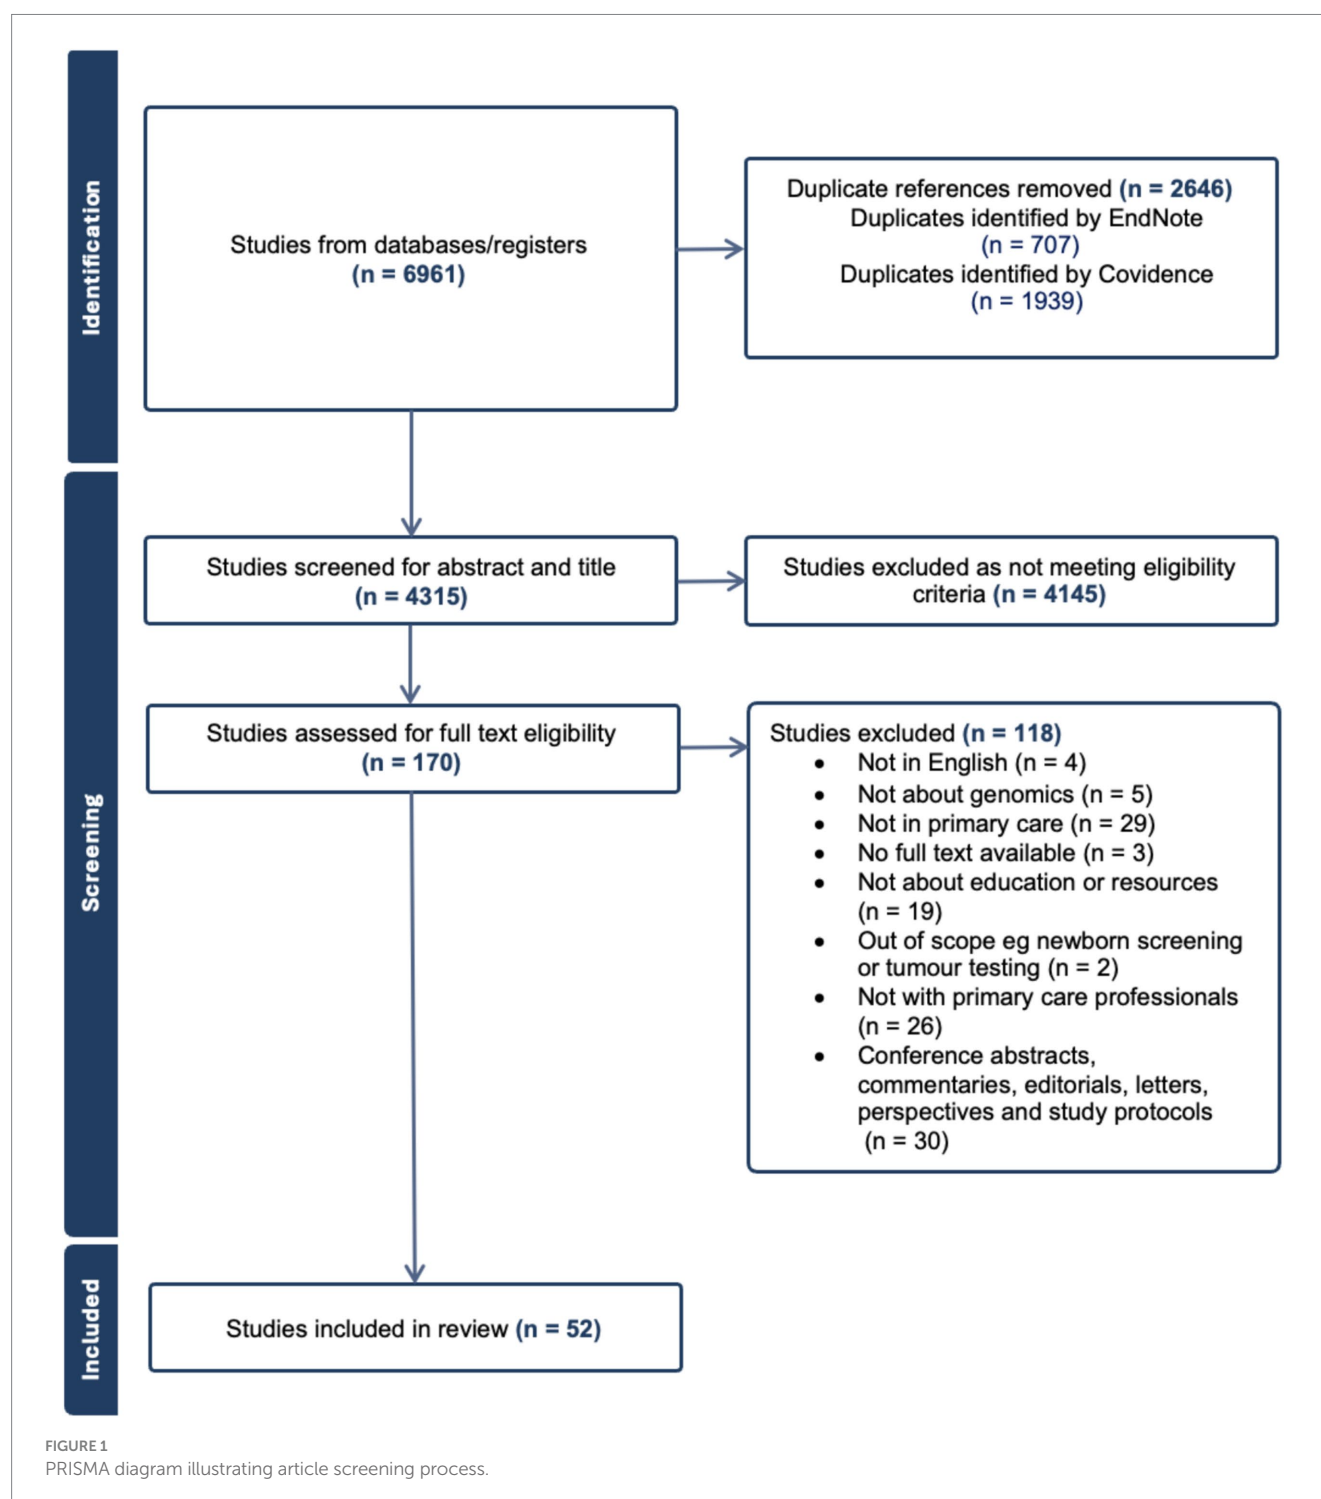 Identification
Studies from databases/registers
(n = 6961)
Duplicate references removed (n = 2646)
Duplicates identified by EndNote
(n = 707)
Duplicates identified by Covidence
(n = 1939)
Screening
Studies screened for abstract and title
(n = 4315)
Studies excluded as not meeting eligibility
criteria (n = 4145)
Studies assessed for full text eligibility
(n = 170)
Studies excluded (n = 118)
• Not in English (n = 4)
• Not about genomics (n = 5)
• Not in primary care (n = 29)
• No full text available (n = 3)
• Not about education or resources
(n = 19)
• Out of scope eg newborn screening
or tumour testing (n = 2)
• Not with primary care professionals
(n = 26)
• Conference abstracts,
commentaries, editorials, letters,
perspectives and study protocols
(n = 30)
Included
Studies included in review (n = 52)
FIGURE 1
PRISMA diagram illustrating article screening process.